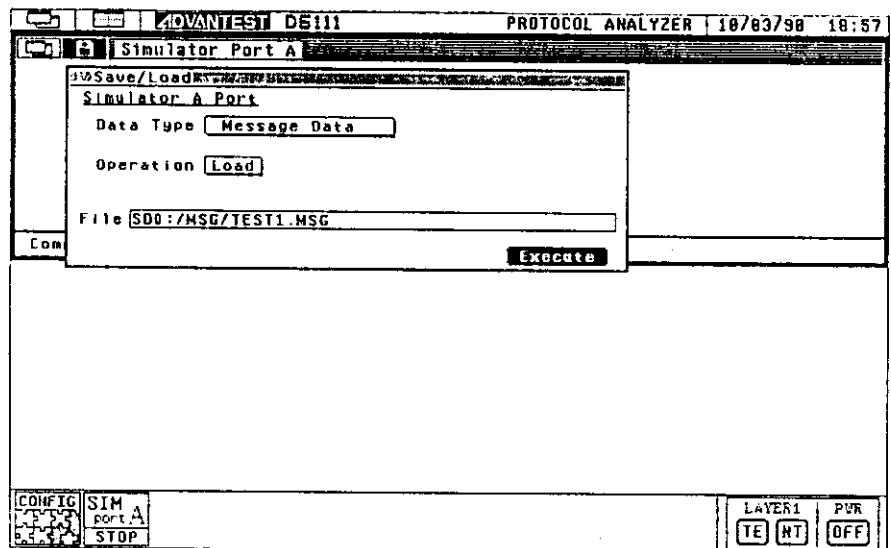 ADVANTEST D5111 PROTOCOL ANALYZER 10/03/90 18:57
Simulator Port A
Save/Load
Simulator A Port
Data Type Message Data
Operation Load
File SD0:/MSG/TEST1.MSG
Com
Execute
CONFIG SIM LAYER1 PWR
port A TE NT OFF
STOP